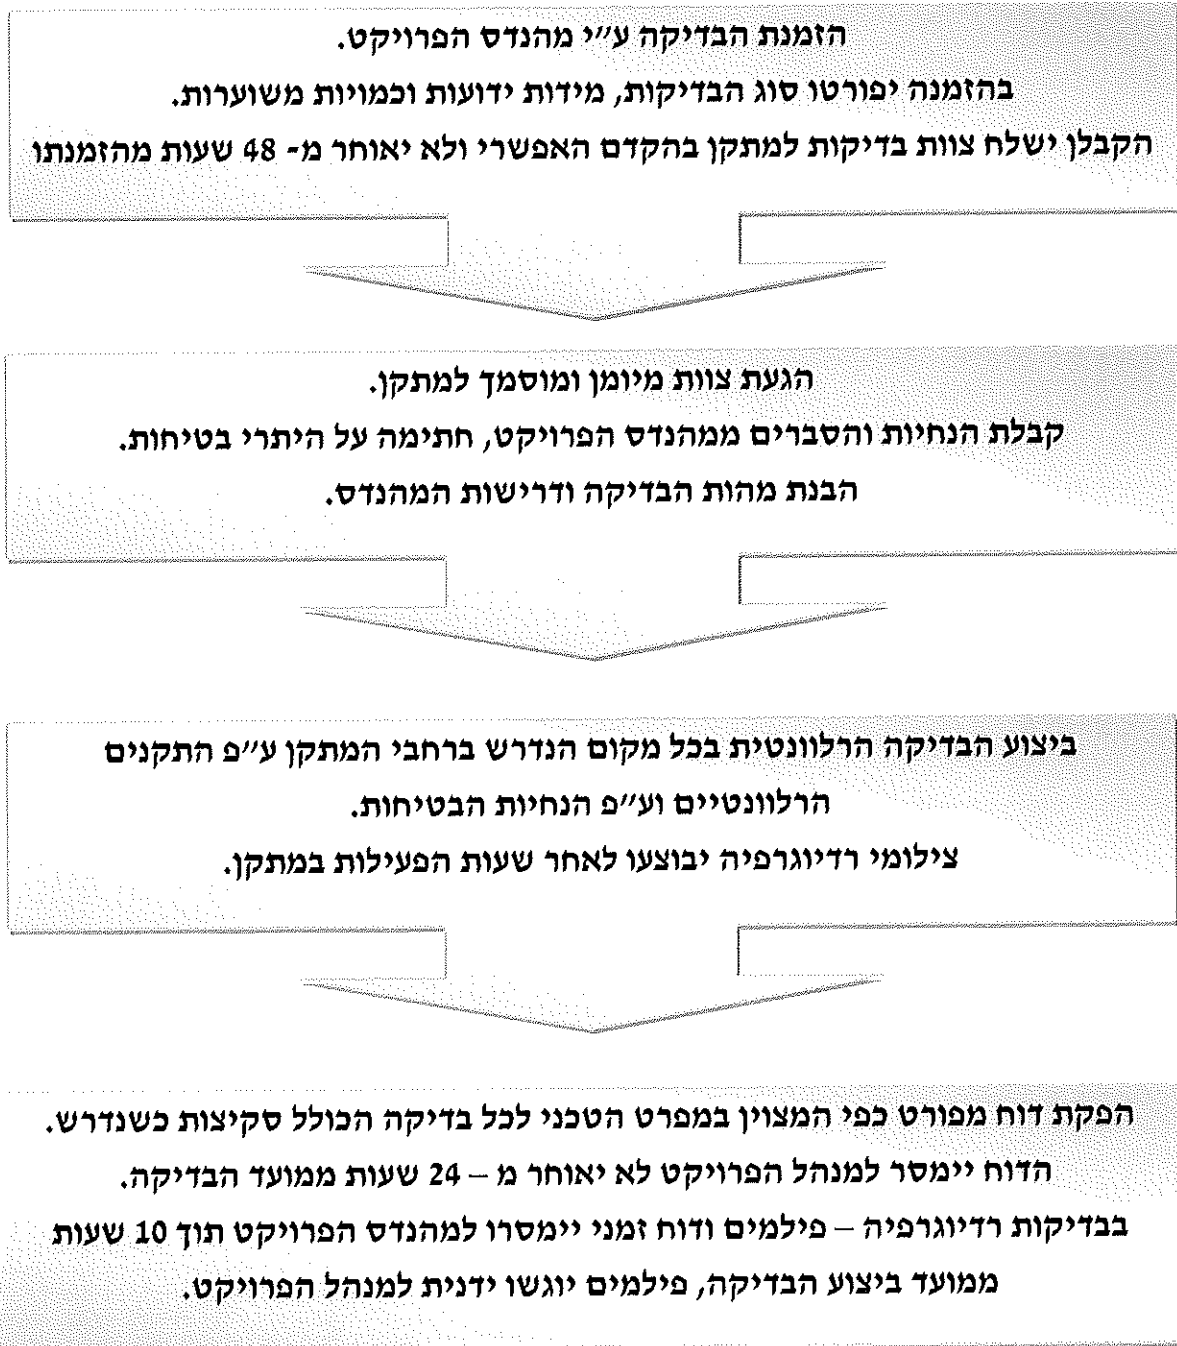 הזמנת הבדיקה ע״י מהנדס הפרויקט.
בהזמנה יפורטו סוג הבדיקות, מידות ידועות וכמויות משוערות.
הקבלן ישלח צוות בדיקות למתקן בהקדם האפשרי ולא יאוחר מ- 48 שעות מהזמנתו
הגעת צוות מיומן ומוסמך למתקן.
קבלת הנחיות והסברים ממהנדס הפרויקט, חתימה על היתרי בטיחות.
הבנת מהות הבדיקה ודרישות המהנדס.
ביצוע הבדיקה הרלוונטית בכל מקום הנדרש ברחבי המתקן ע״פ התקנים
הרלוונטיים וע״פ הנחיות הבטיחות.
צילומי רדיוגרפיה יבוצעו לאחר שעות הפעילות במתקן.
הפקת דוח מפורט כפי המצוין במפרט הטכני לכל בדיקה הכולל סקיצות כשנדרש.
הדוח יימסר למנהל הפרויקט לא יאוחר מ – 24 שעות ממועד הבדיקה.
בבדיקות רדיוגרפיה – פילמים ודוח זמני יימסרו למהנדס הפרויקט תוך 10 שעות
ממועד ביצוע הבדיקה, פילמים יוגשו ידנית למנהל הפרויקט.